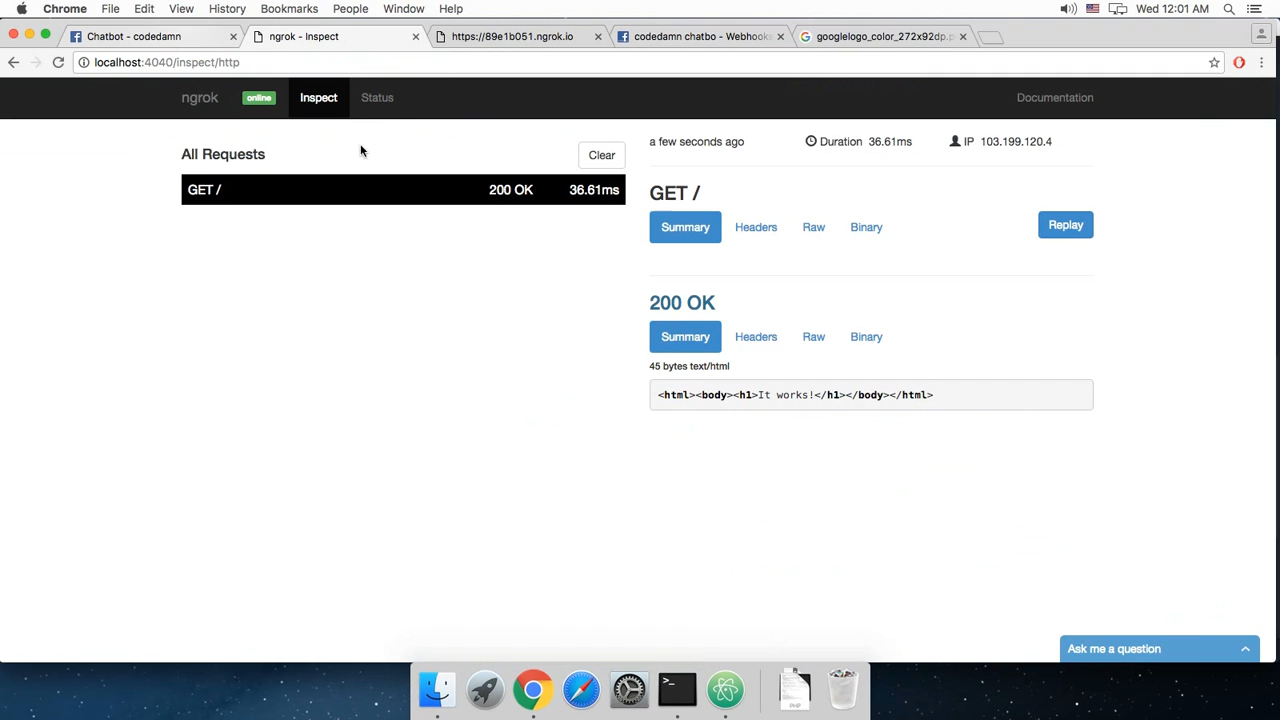 Chrome File Edit View History Bookmarks People Window Help Wed 12:01 AM
Chatbot - codedamn ngrok - Inspect https://89e1b051.ngrok.io codedamn chatbo - Webhooks googlelogo_color_272x92dp.p
localhost:4040/inspect/http
ngrok online Inspect Status Documentation
All Requests Clear
GET / 200 OK 36.61ms
a few seconds ago Duration 36.61ms IP 103.199.120.4
GET /
Summary Headers Raw Binary Replay
200 OK
Summary Headers Raw Binary
45 bytes text/html
<html><body><h1>It works!</h1></body></html>
Ask me a question
>_
PHP